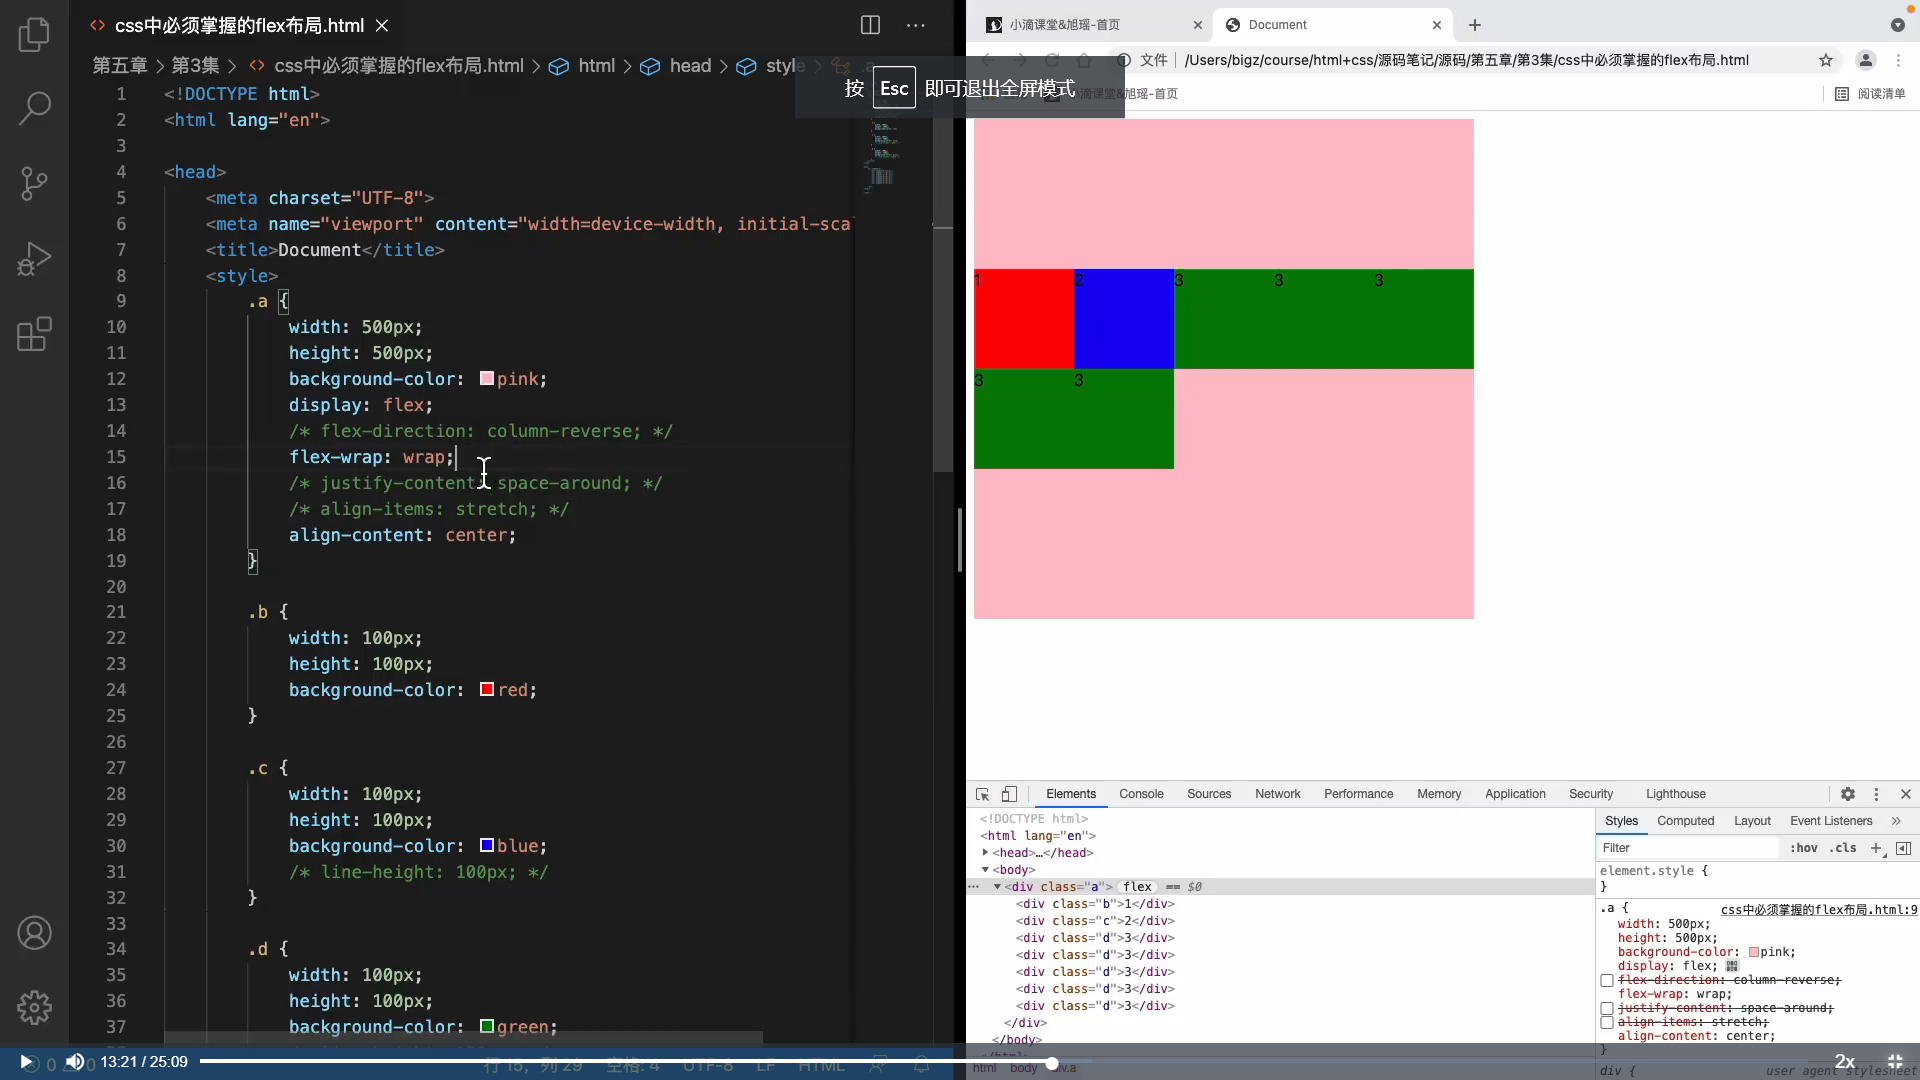 css中必须掌握的flex布局.html
第五章 > 第3集 > css中必须掌握的flex布局.html > html > head > style
1 <!DOCTYPE html>
2 <html lang="en">
3
4 <head>
5 <meta charset="UTF-8">
6 <meta name="viewport" content="width=device-width, initial-sca
7 <title>Document</title>
8 <style>
9 .a {
10 width: 500px;
11 height: 500px;
12 background-color: pink;
13 display: flex;
14 /* flex-direction: column-reverse; */
15 flex-wrap: wrap;
16 /* justify-content: space-around; */
17 /* align-items: stretch; */
18 align-content: center;
19 }
20
21 .b {
22 width: 100px;
23 height: 100px;
24 background-color: red;
25 }
26
27 .c {
28 width: 100px;
29 height: 100px;
30 background-color: blue;
31 /* line-height: 100px; */
32 }
33
34 .d {
35 width: 100px;
36 height: 100px;
37 background-color: green;
按 Esc 即可退出全屏模式
小滴课堂&旭瑶-首页
Document
文件 /Users/bigz/course/html+css/源码笔记/源码/第五章/第3集/css中必须掌握的flex布局.html
小滴课堂&旭瑶-首页
阅读清单
1 2 3 3 3
3 3
Elements Console Sources Network Performance Memory Application Security Lighthouse
<!DOCTYPE html>
<html lang="en">
<head>…</head>
<body>
<div class="a"> flex == $0
<div class="b">1</div>
<div class="c">2</div>
<div class="d">3</div>
<div class="d">3</div>
<div class="d">3</div>
<div class="d">3</div>
<div class="d">3</div>
</div>
</body>
html body div.a
Styles Computed Layout Event Listeners »
Filter :hov .cls +
element.style {
}
.a { css中必须掌握的flex布局.html:9
width: 500px;
height: 500px;
background-color: pink;
display: flex;
flex-direction: column-reverse;
flex-wrap: wrap;
justify-content: space-around;
align-items: stretch;
align-content: center;
}
div { user agent stylesheet
13:21 / 25:09
行 15，列 29 空格: 4 UTF-8 LF HTML
2x